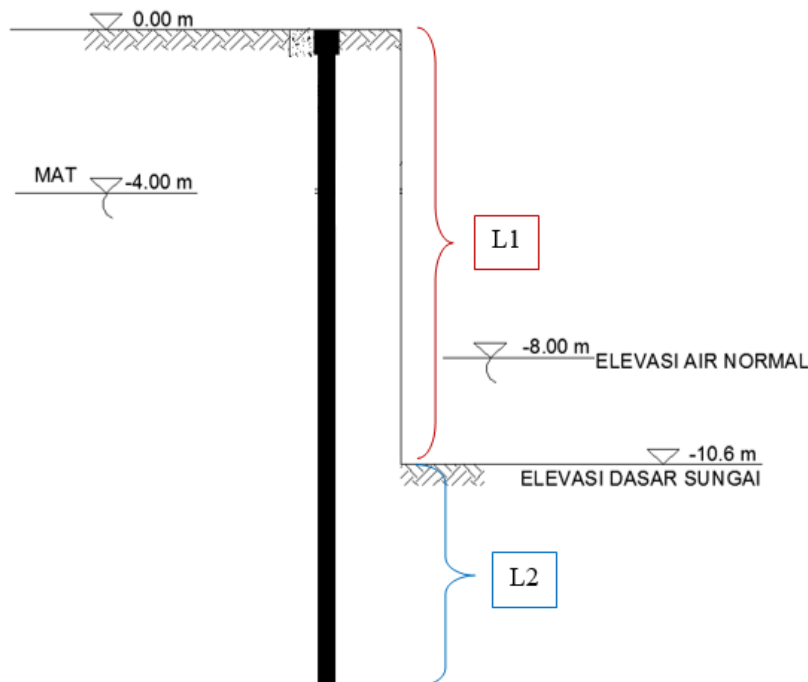 0.00 m
MAT
-4.00 m
L1
-8.00 m
ELEVASI AIR NORMAL
-10.6 m
ELEVASI DASAR SUNGAI
L2